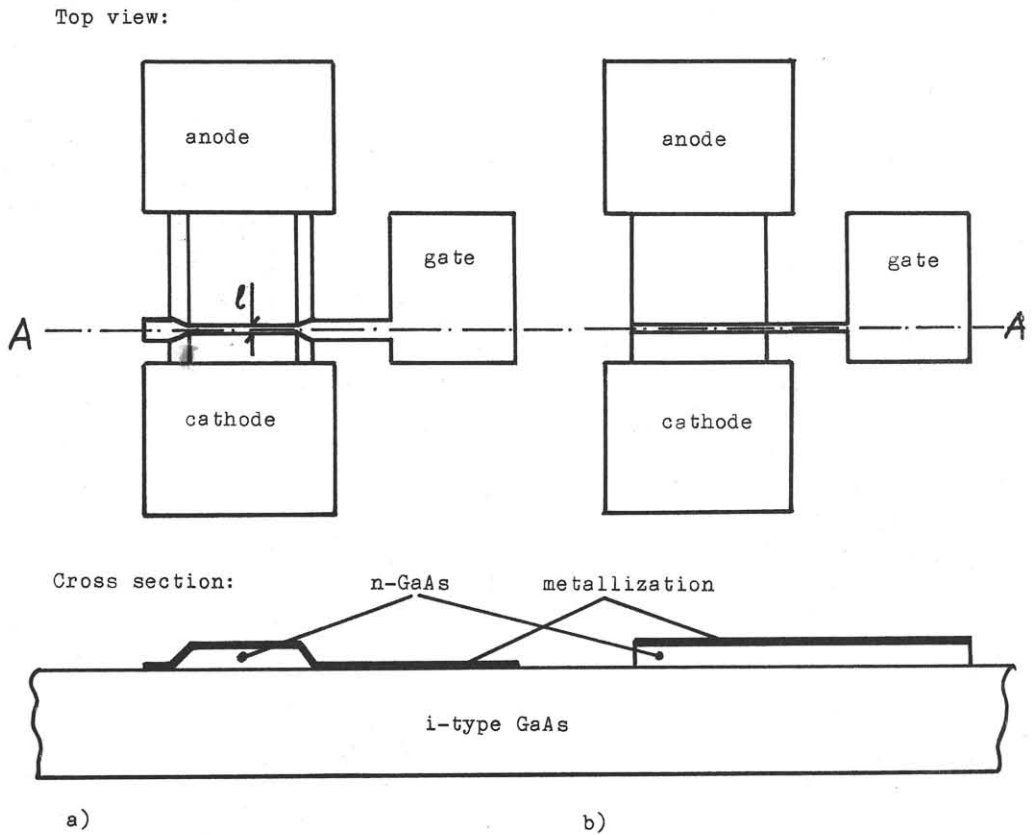 Top view:
anode
anode
gate
gate
ℓ
A
A
cathode
cathode
Cross section:
n-GaAs
metallization
i-type GaAs
a)
b)